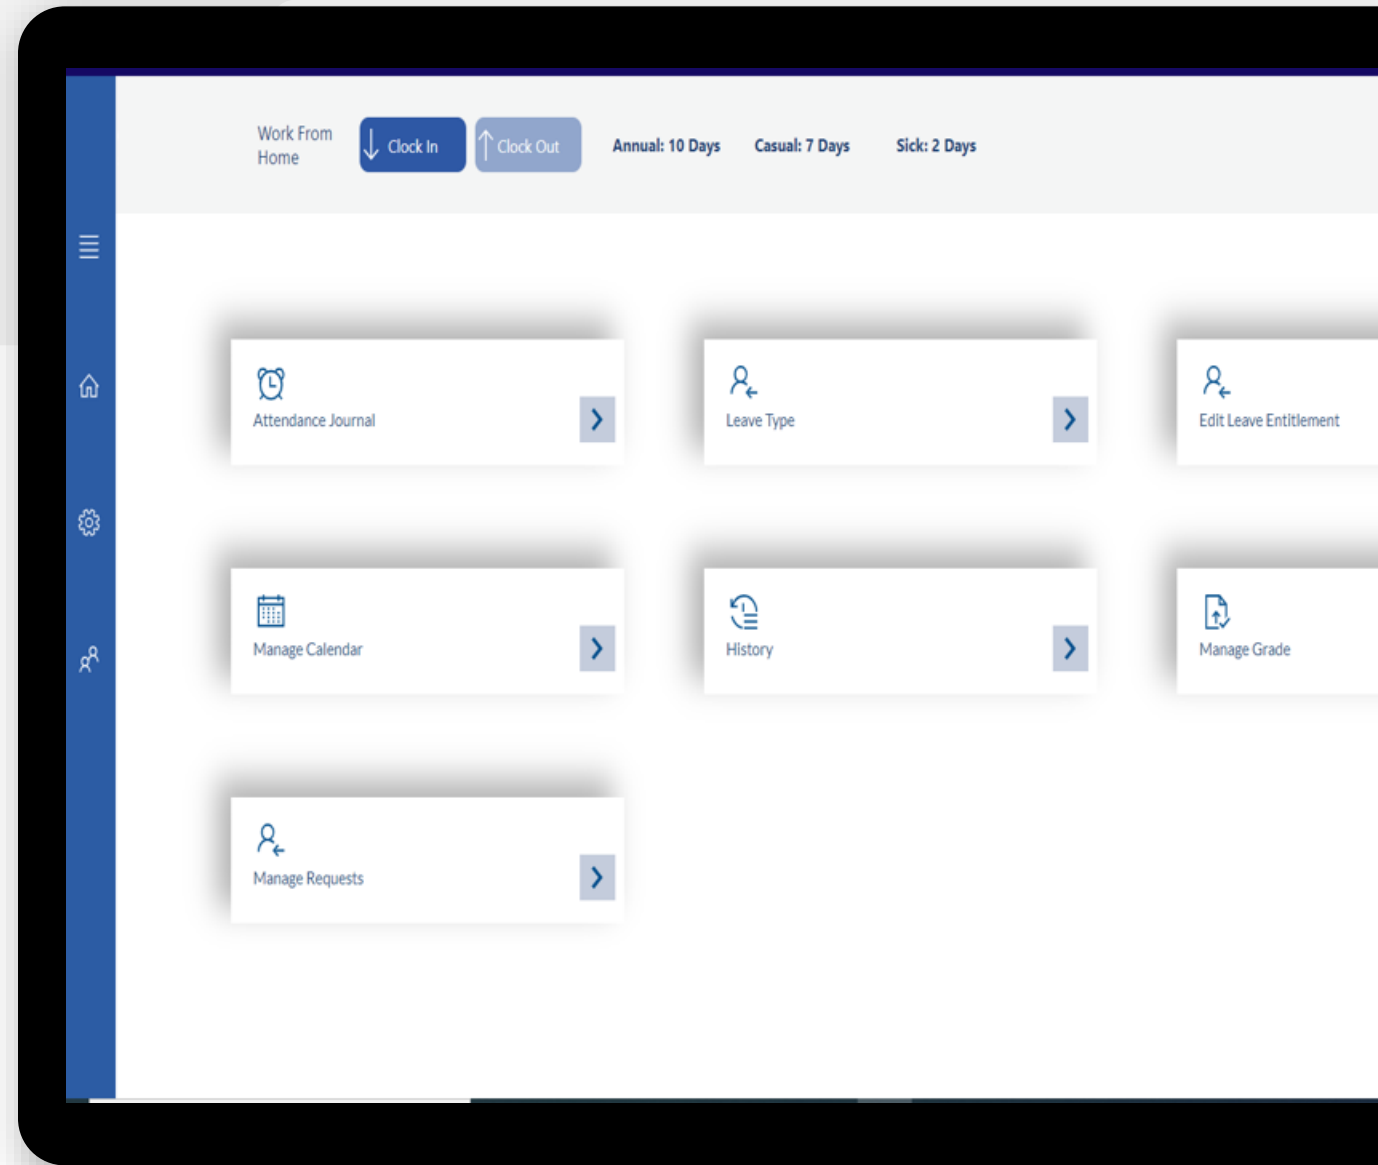 Work From
Home
Clock In
Clock Out
Annual: 10 Days
Casual: 7 Days
Sick: 2 Days
Attendance Journal
Leave Type
Edit Leave Entitlement
Manage Calendar
History
Manage Grade
Manage Requests